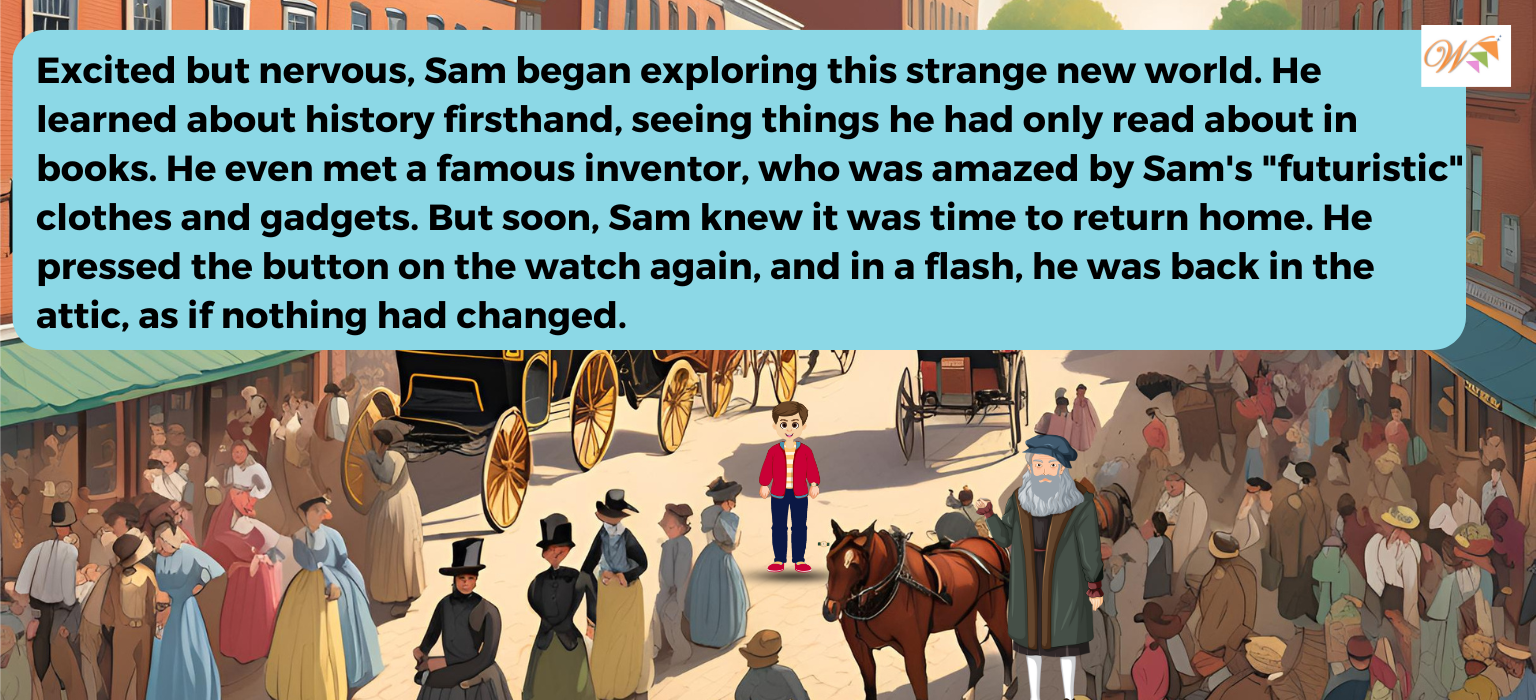 Excited but nervous, Sam began exploring this strange new world. He
learned about history firsthand, seeing things he had only read about in
books. He even met a famous inventor, who was amazed by Sam's "futuristic"
clothes and gadgets. But soon, Sam knew it was time to return home. He
pressed the button on the watch again, and in a flash, he was back in the
attic, as if nothing had changed.
W